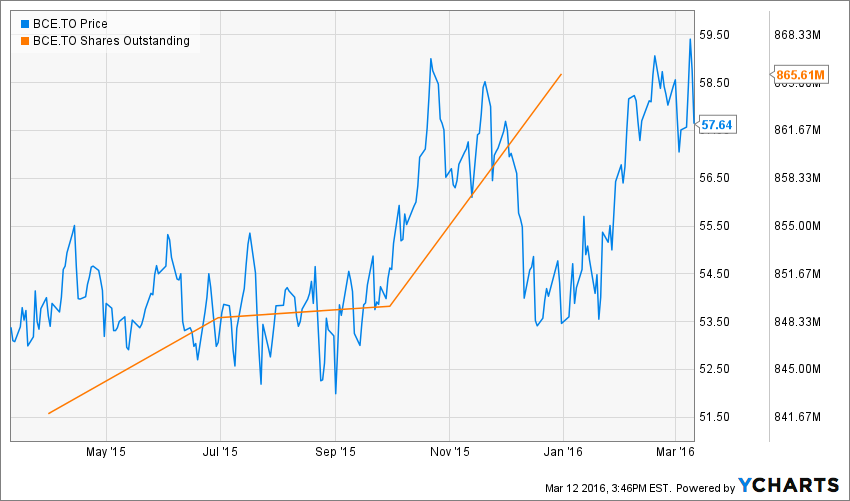 BCE.TO Price
BCE.TO Shares Outstanding
59.50 868.33M
865.61M
58.50
57.64 861.67M
56.50 858.33M
55.50 855.00M
54.50 851.67M
53.50 848.33M
52.50 845.00M
51.50 841.67M
May '15 Jul '15 Sep '15 Nov '15 Jan '16 Mar '16
Mar 12 2016, 3:46PM EST. Powered by YCHARTS